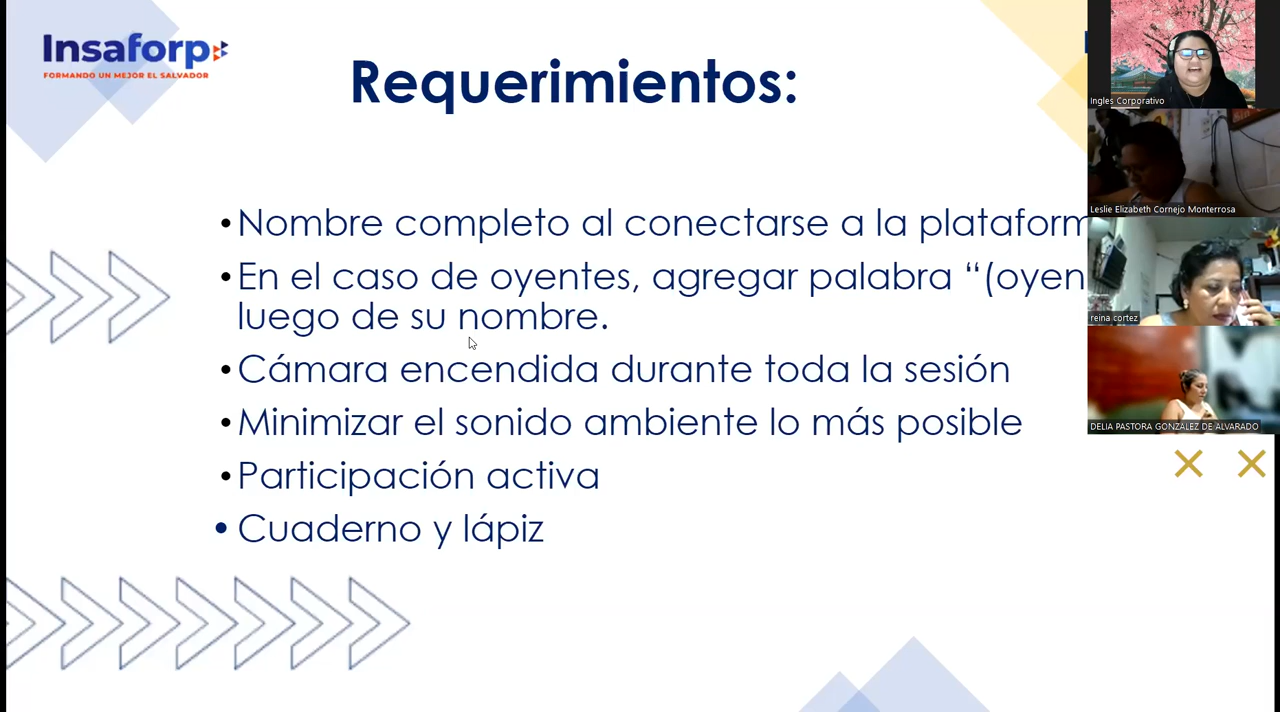 Insaforp
FORMANDO UN MEJOR EL SALVADOR
Requerimientos:
•Nombre completo al conectarse a la plataform
•En el caso de oyentes, agregar palabra “(oyen
luego de su nombre.
•Cámara encendida durante toda la sesión
•Minimizar el sonido ambiente lo más posible
•Participación activa
•Cuaderno y lápiz
Ingles Corporativo
Leslie Elizabeth Cornejo Monterrosa
reina cortez
DELIA PASTORA GONZALEZ DE ALVARADO